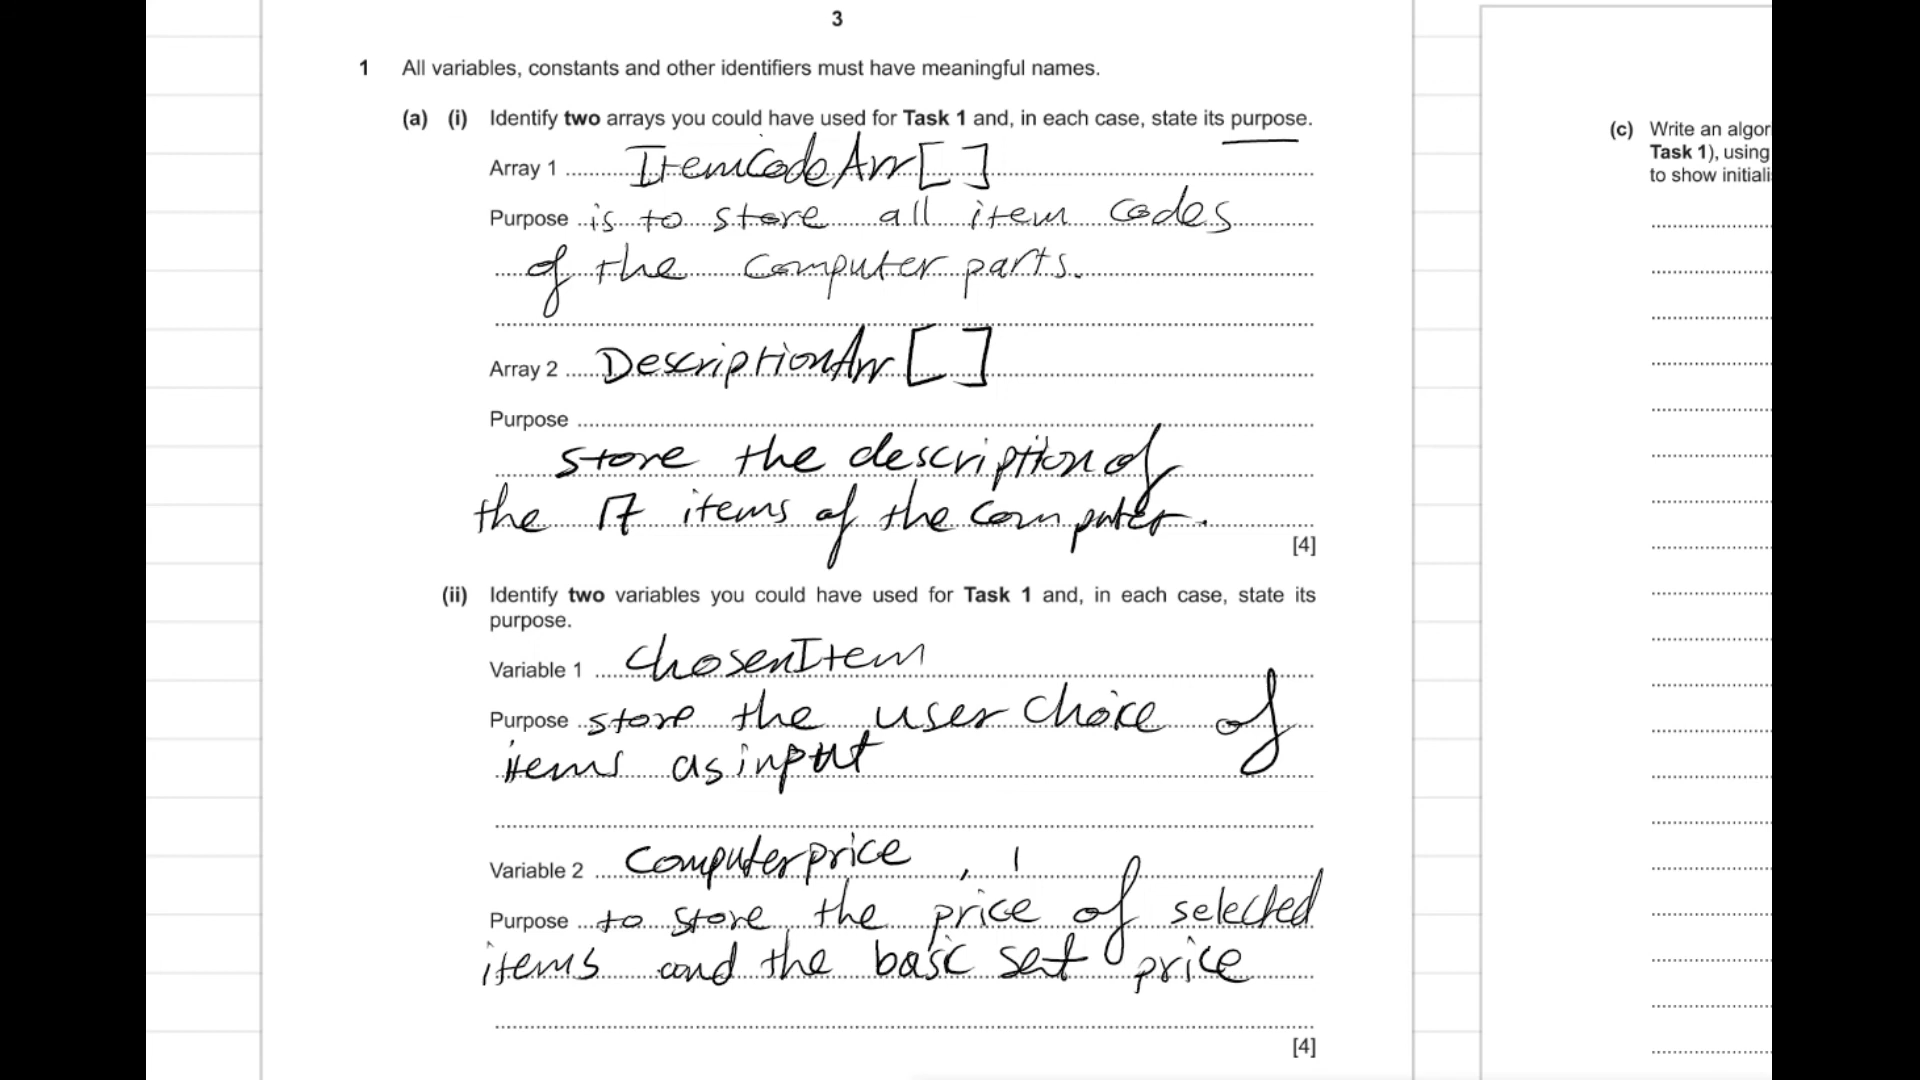 3
1 All variables, constants and other identifiers must have meaningful names.
(a) (i) Identify two arrays you could have used for Task 1 and, in each case, state its purpose.
Array 1 ItemCodeArr[]
Purpose is to store all item codes
of the computer parts.
Array 2 DescriptionArr[]
Purpose
store the description of
the 17 items of the computer.
[4]
(ii) Identify two variables you could have used for Task 1 and, in each case, state its
purpose.
Variable 1 chosenItem
Purpose store the user choice of
items as input
Variable 2 Computerprice
Purpose to store the price of selected
items and the basic set price
[4]
(c) Write an algor
Task 1), using
to show initiali